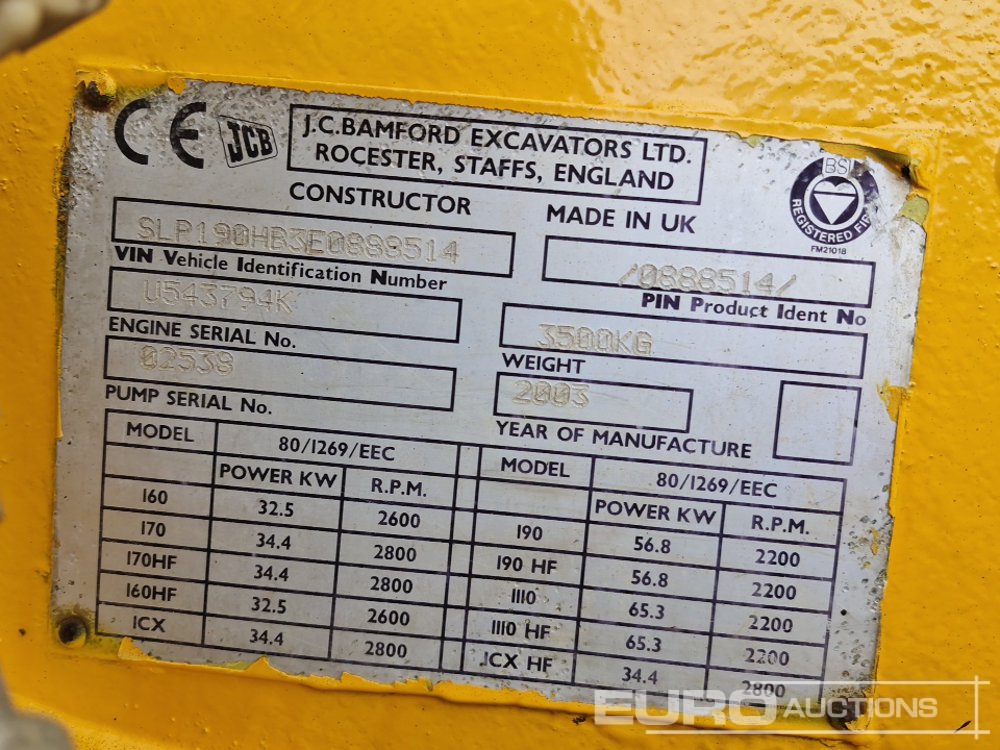 CE JCB
J.C.BAMFORD EXCAVATORS LTD.
ROCESTER, STAFFS, ENGLAND
BSI
REGISTERED FIRM
FM21018
CONSTRUCTOR
MADE IN UK
SLP190HB3E0888514
VIN Vehicle Identification Number
/0888514/
PIN Product Ident No
U543794K
ENGINE SERIAL No.
3500KG
WEIGHT
02538
PUMP SERIAL No.
2003
YEAR OF MANUFACTURE
MODEL 80/1269/EEC
POWER KW R.P.M.
160 32.5 2600
170 34.4 2800
170HF 34.4 2800
160HF 32.5 2600
1CX 34.4 2800
MODEL 80/1269/EEC
POWER KW R.P.M.
190 56.8 2200
190 HF 56.8 2200
1110 65.3 2200
1110 HF 65.3 2200
1CX HF 34.4 2800
EURO AUCTIONS